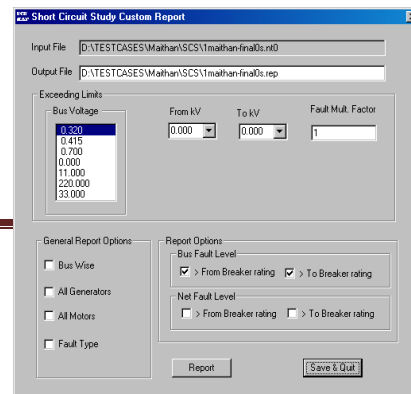 Short Circuit Study Custom Report
Input File D:\TESTCASES\Maithan\SCS\1maithan-final0s.nt0
Output File D:\TESTCASES\Maithan\SCS\1maithan-final0s.rep
Exceeding Limits
Bus Voltage
0.320
0.415
0.700
0.000
11.000
220.000
33.000
From kV
0.000
To kV
0.000
Fault Mult. Factor
1
General Report Options
Bus Wise
All Generators
All Motors
Fault Type
Report Options
Bus Fault Level
> From Breaker rating > To Breaker rating
Net Fault Level
> From Breaker rating > To Breaker rating
Report Save & Quit